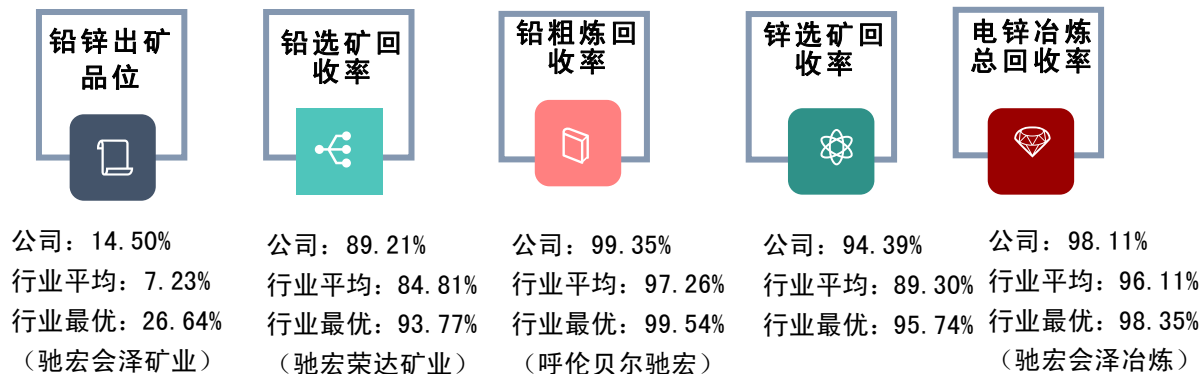 铅锌出矿
品位
公司：14.50%
行业平均：7.23%
行业最优：26.64%
（驰宏会泽矿业）
铅选矿回
收率
公司：89.21%
行业平均：84.81%
行业最优：93.77%
（驰宏荣达矿业）
铅粗炼回
收率
公司：99.35%
行业平均：97.26%
行业最优：99.54%
（呼伦贝尔驰宏）
锌选矿回
收率
公司：94.39%
行业平均：89.30%
行业最优：95.74%
电锌冶炼
总回收率
公司：98.11%
行业平均：96.11%
行业最优：98.35%
（驰宏会泽冶炼）